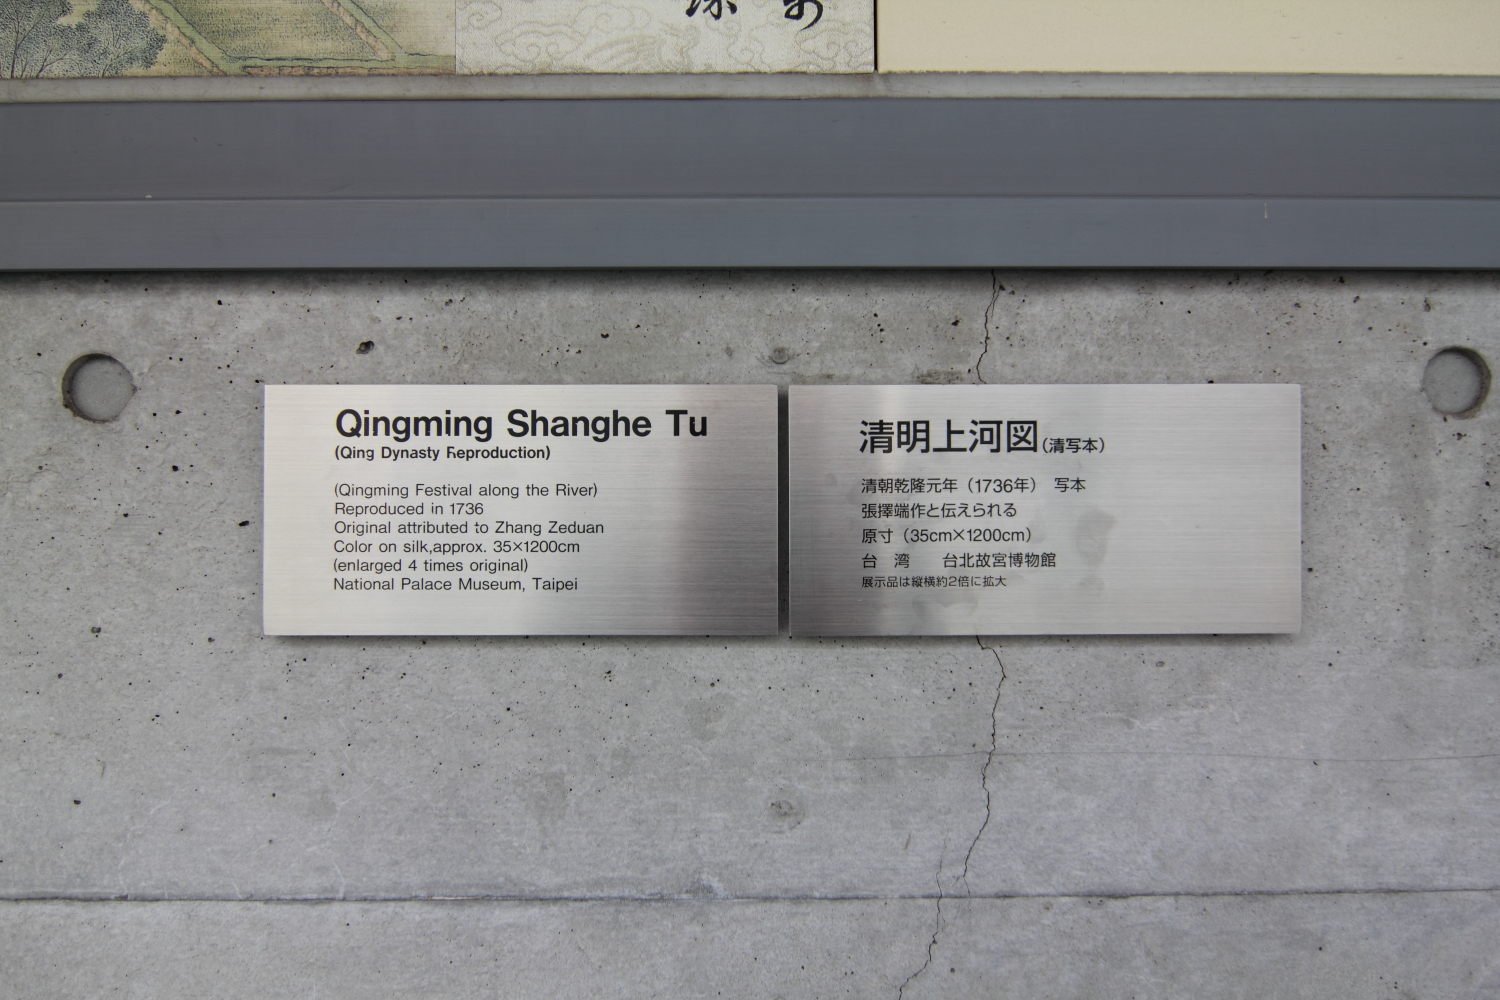 Qingming Shanghe Tu
(Qing Dynasty Reproduction)
(Qingming Festival along the River)
Reproduced in 1736
Original attributed to Zhang Zeduan
Color on silk,approx. 35×1200cm
(enlarged 4 times original)
National Palace Museum, Taipei
清明上河図(清写本)
清朝乾隆元年（1736年） 写本
張擇端作と伝えられる
原寸（35cm×1200cm）
台 湾 台北故宮博物館
展示品は縦横約2倍に拡大